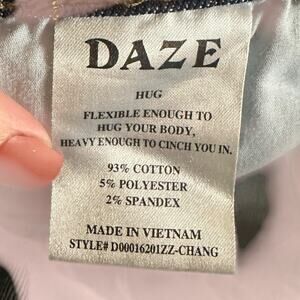 DAZE
HUG
FLEXIBLE ENOUGH TO
HUG YOUR BODY,
HEAVY ENOUGH TO CINCH YOU IN.
93% COTTON
5% POLYESTER
2% SPANDEX
MADE IN VIETNAM
STYLE# D00016201ZZ-CHANG